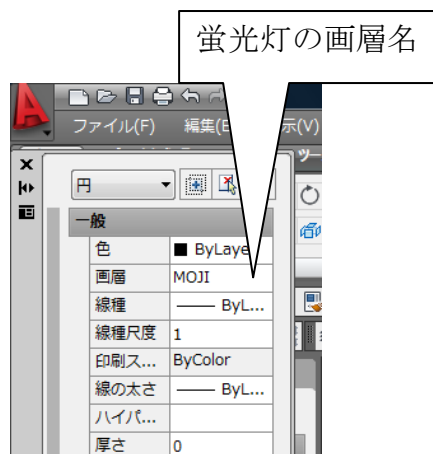 蛍光灯の画層名
ファイル(F) 編集(E 示(V)
ツー
円
一般
色 ■ ByLaye
画層 MOJI
線種 —— ByL...
線種尺度 1
印刷ス... ByColor
線の太さ —— ByL...
ハイパ...
厚さ 0